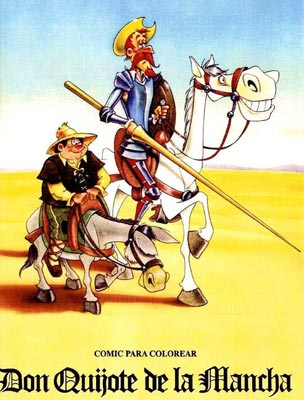 COMIC PARA COLOREAR
Don Quijote de la Mancha